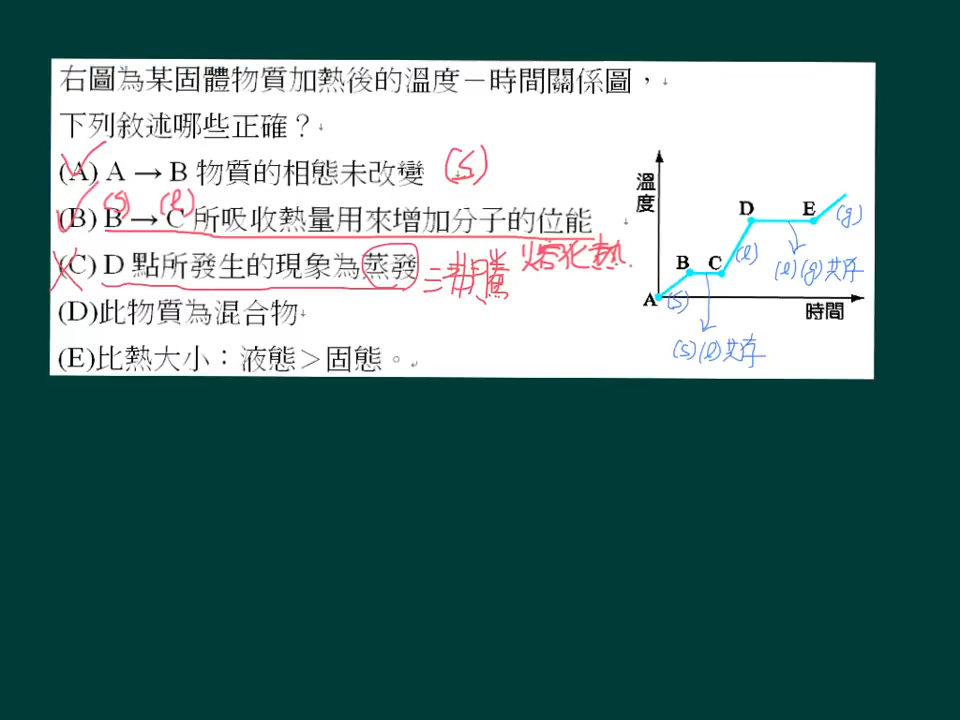 右圖為某固體物質加熱後的溫度－時間關係圖，
下列敘述哪些正確？
(A) A → B 物質的相態未改變 (s)
(s) (l)
(B) B → C 所吸收熱量用來增加分子的位能
熔化熱
(C) D 點所發生的現象為蒸發 沸騰
(D)此物質為混合物
(E)比熱大小：液態＞固態。
溫度
D E (g)
(l)
(l)(g)共存
B C
A (s)
時間
(s)(l)共存